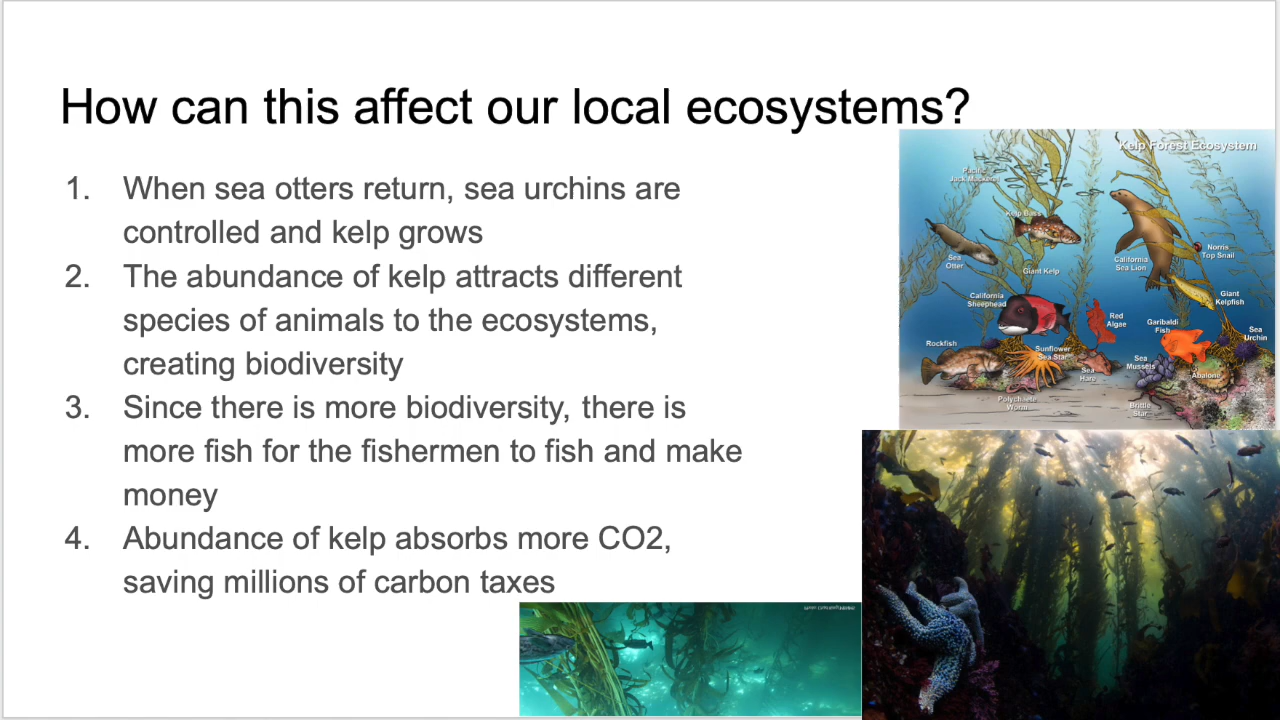 How can this affect our local ecosystems?
1. When sea otters return, sea urchins are
controlled and kelp grows
2. The abundance of kelp attracts different
species of animals to the ecosystems,
creating biodiversity
3. Since there is more biodiversity, there is
more fish for the fishermen to fish and make
money
4. Abundance of kelp absorbs more CO2,
saving millions of carbon taxes
Kelp Forest Ecosystem
Pacific
Jack Mackerel
Kelp Bass
Sea
Otter
Giant Kelp
California
Sea Lion
Norris
Top Snail
California
Sheephead
Giant
Kelpfish
Red
Algae
Garibaldi
Fish
Sea
Urchin
Rockfish
Sunflower
Sea Star
Sea
Hare
Sea
Mussels
Abalone
Polychaete
Worm
Brittle
Star